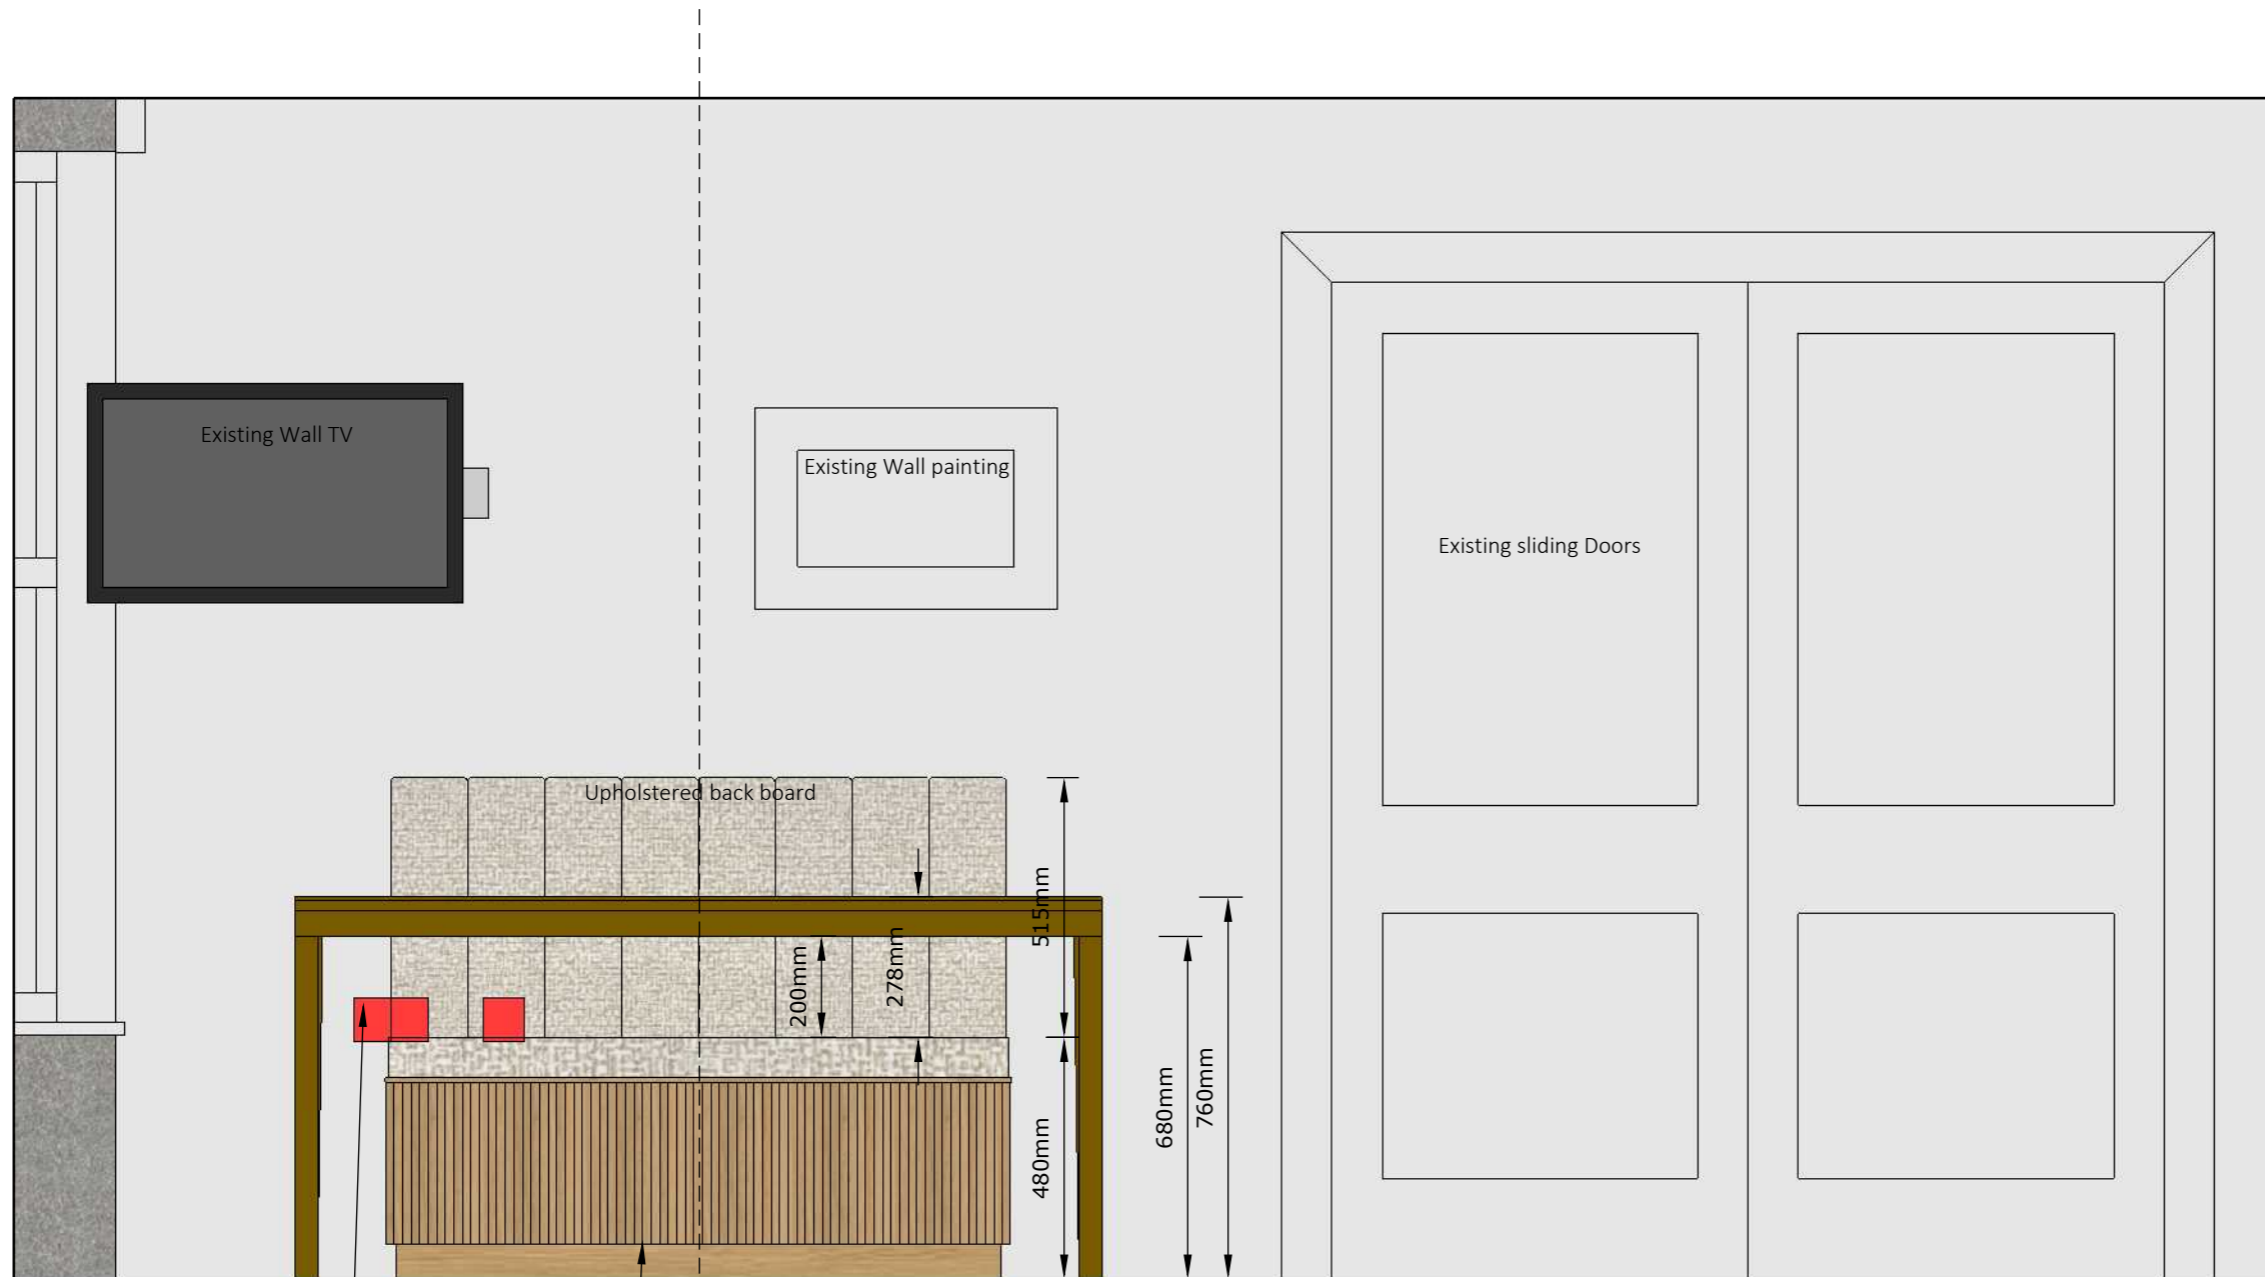 Existing Wall TV
Existing Wall painting
Existing sliding Doors
Upholstered back board
515mm
278mm
200mm
480mm
680mm
760mm